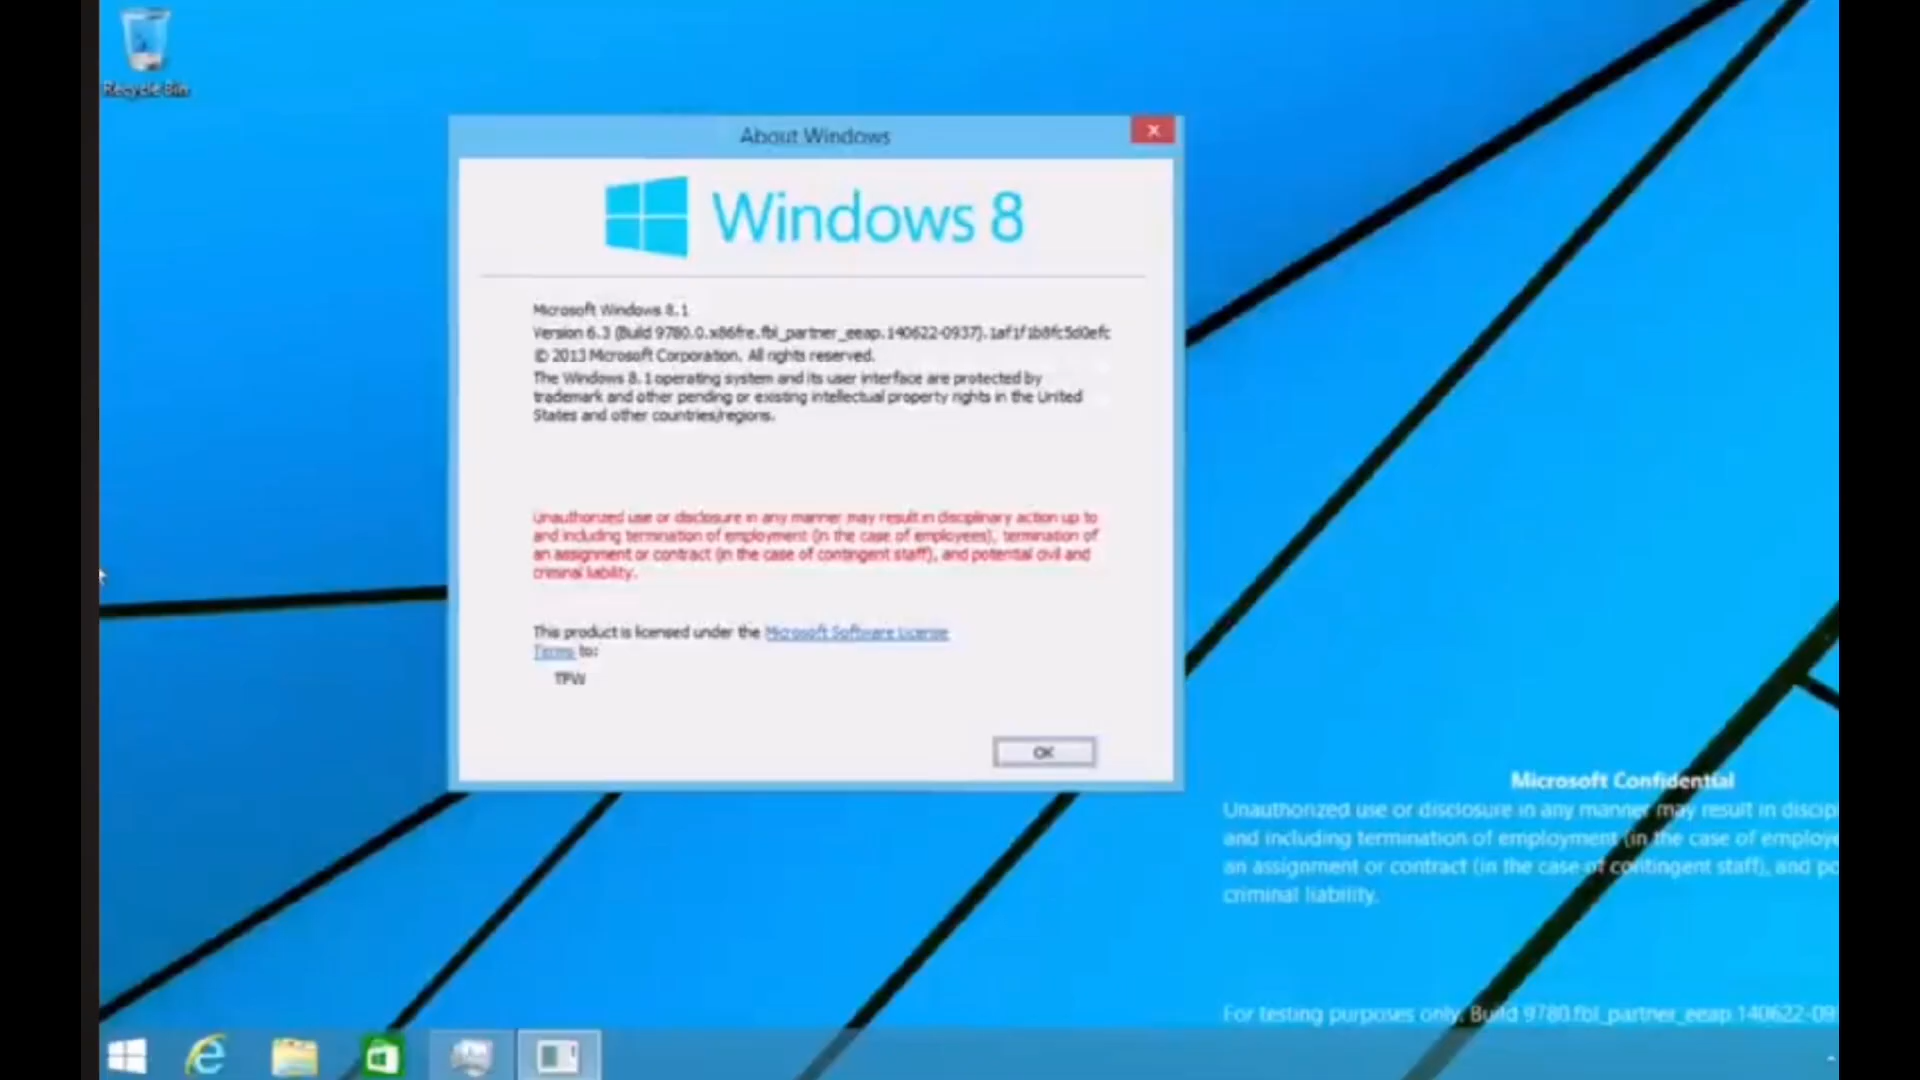 Recycle Bin
About Windows
Windows 8
Microsoft Windows 8.1
Version 6.3 (Build 9780.0.x86fre.fbl_partner_eeap.140622-0937).1af1f1b8fc5d0efc
© 2013 Microsoft Corporation. All rights reserved.
The Windows 8.1 operating system and its user interface are protected by
trademark and other pending or existing intellectual property rights in the United
States and other countries/regions.
Unauthorized use or disclosure in any manner may result in disciplinary action up to
and including termination of employment (in the case of employees), termination of
an assignment or contract (in the case of contingent staff), and potential civil and
criminal liability.
This product is licensed under the Microsoft Software License
Terms to:
TPW
OK
Microsoft Confidential
Unauthorized use or disclosure in any manner may result in discip
and including termination of employment (in the case of employe
an assignment or contract (in the case of contingent staff), and po
criminal liability.
For testing purposes only. Build 9780.fbl_partner_eeap.140622-09